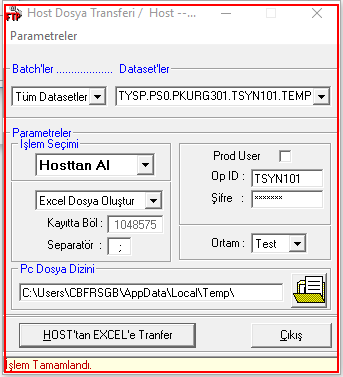 FTP Host Dosya Transferi / Host --...
Parametreler
Batch'ler ................... Dataset'ler
Tüm Datasetler TYSP.PS0.PKURG301.TSYN101.TEMP
Parametreler
İşlem Seçimi
Hosttan Al
Excel Dosya Oluştur
Kayıtta Böl : 1048575
Separatör : ;
Prod User
Op ID : TSYN101
Şifre : *******
Ortam : Test
Pc Dosya Dizini
C:\Users\CBFRSGB\AppData\Local\Temp\
HOST'tan EXCEL'e Tranfer Çıkış
İşlem Tamamlandı.